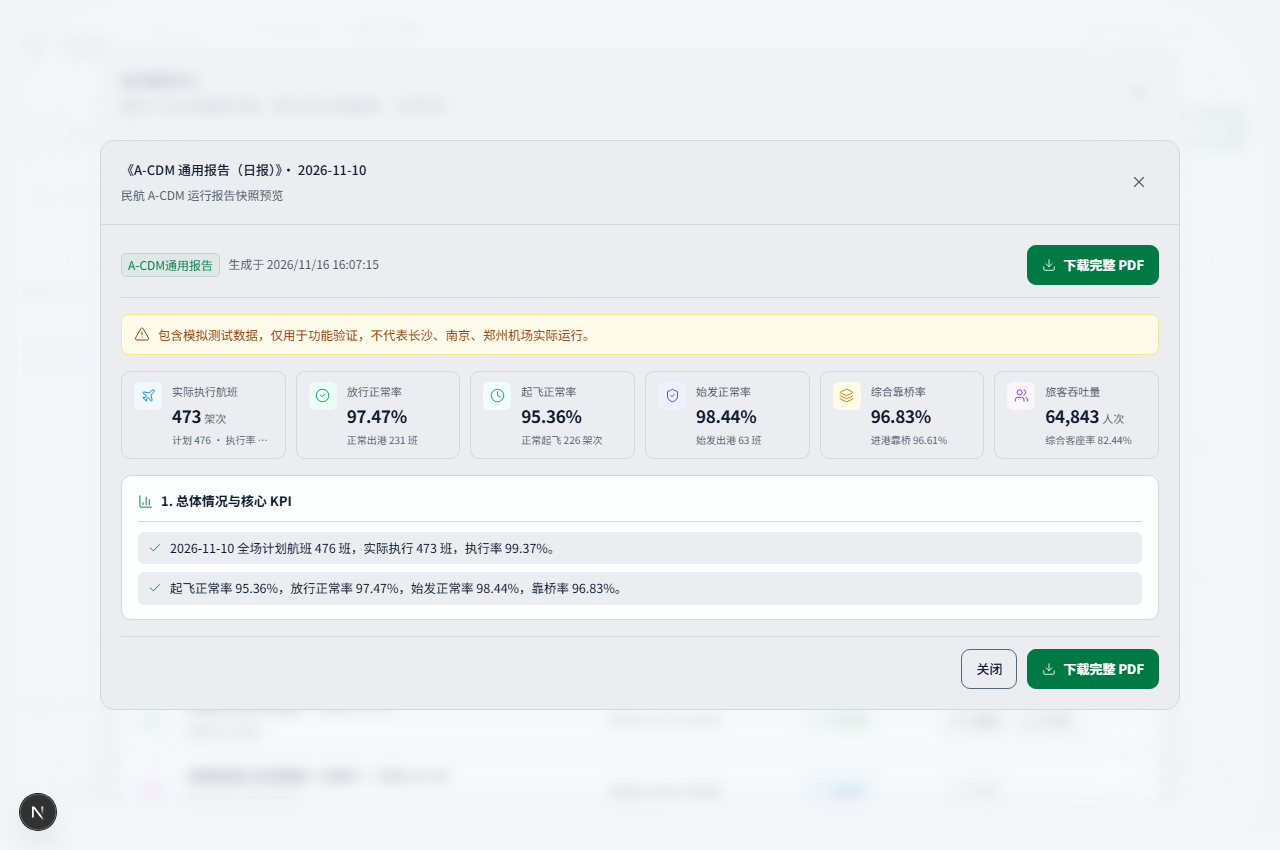 《A-CDM 通用报告（日报）》· 2026-11-10
民航 A-CDM 运行报告快照预览
A-CDM通用报告 生成于 2026/11/16 16:07:15
下载完整 PDF
包含模拟测试数据，仅用于功能验证，不代表长沙、南京、郑州机场实际运行。
实际执行航班
473 架次
计划 476 · 执行率 ...
放行正常率
97.47%
正常出港 231 班
起飞正常率
95.36%
正常起飞 226 架次
始发正常率
98.44%
始发出港 63 班
综合靠桥率
96.83%
进港靠桥 96.61%
旅客吞吐量
64,843 人次
综合客座率 82.44%
1. 总体情况与核心 KPI
2026-11-10 全场计划航班 476 班，实际执行 473 班，执行率 99.37%。
起飞正常率 95.36%，放行正常率 97.47%，始发正常率 98.44%，靠桥率 96.83%。
关闭
下载完整 PDF
N